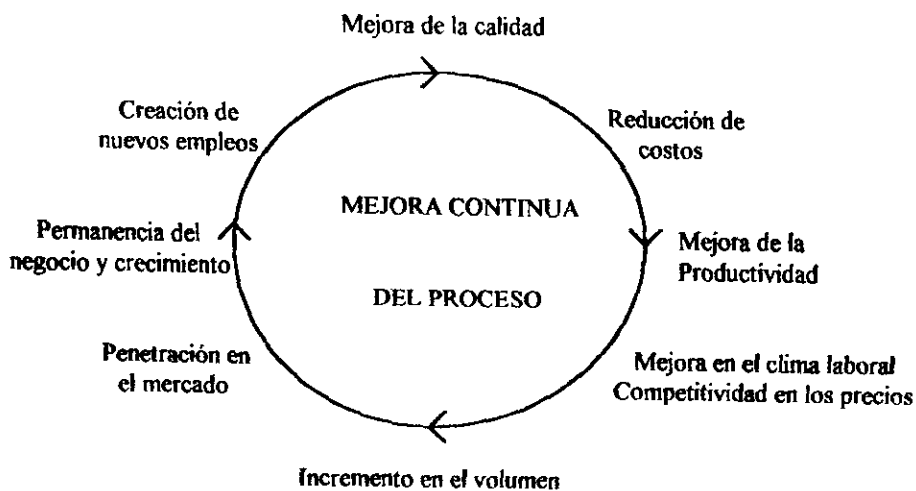 Mejora de la calidad
Reducción de
costos
Mejora de la
Productividad
Mejora en el clima laboral
Competitividad en los precios
Incremento en el volumen
Penetración en
el mercado
Permanencia del
negocio y crecimiento
Creación de
nuevos empleos
MEJORA CONTINUA
DEL PROCESO